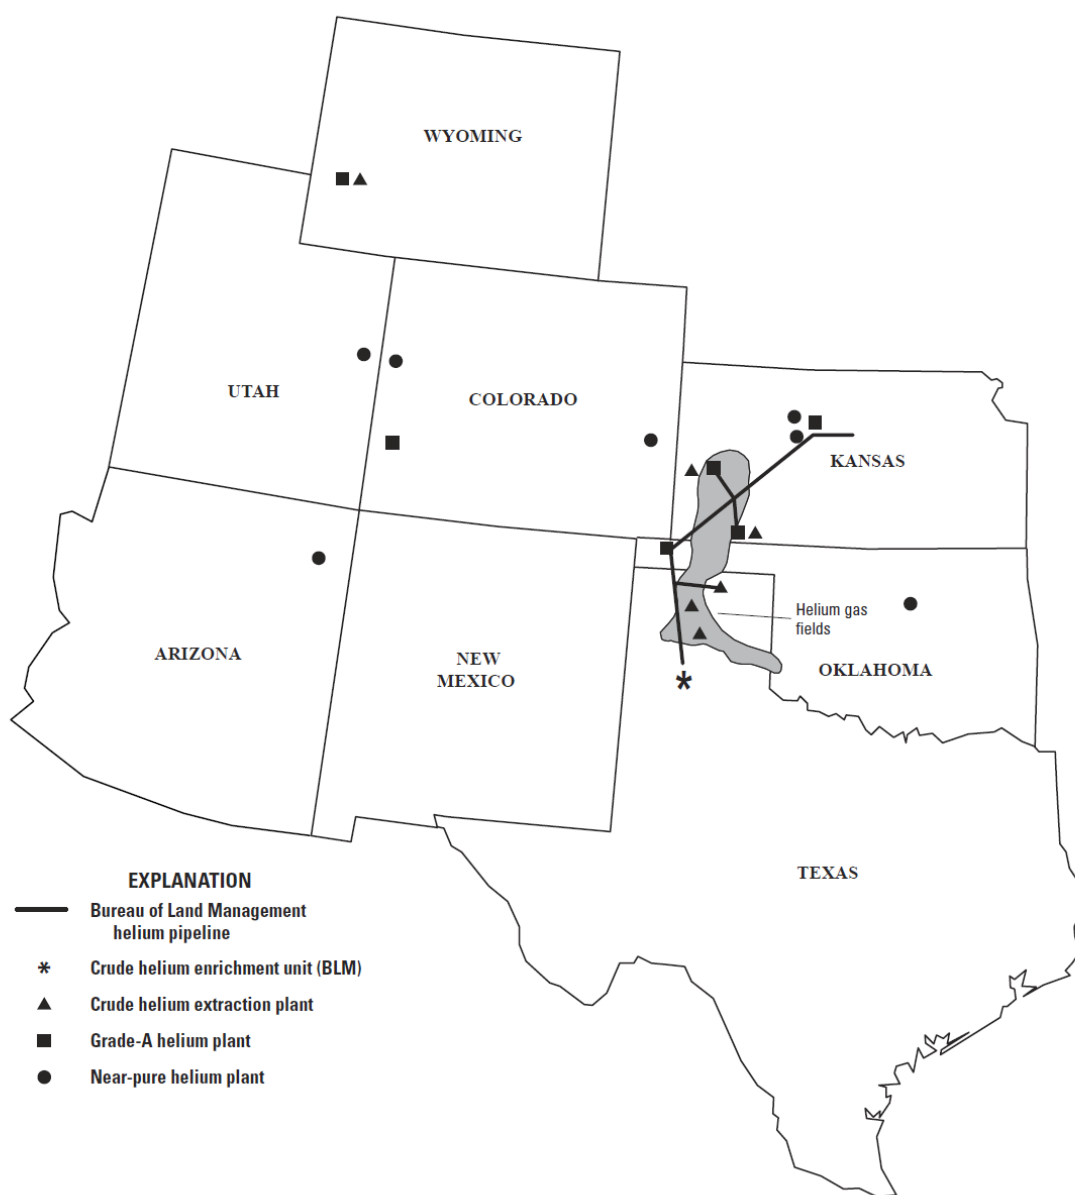 WYOMING
UTAH
COLORADO
KANSAS
Helium gas
fields
ARIZONA
NEW
MEXICO
OKLAHOMA
*
TEXAS
EXPLANATION
Bureau of Land Management
helium pipeline
* Crude helium enrichment unit (BLM)
Crude helium extraction plant
Grade-A helium plant
Near-pure helium plant